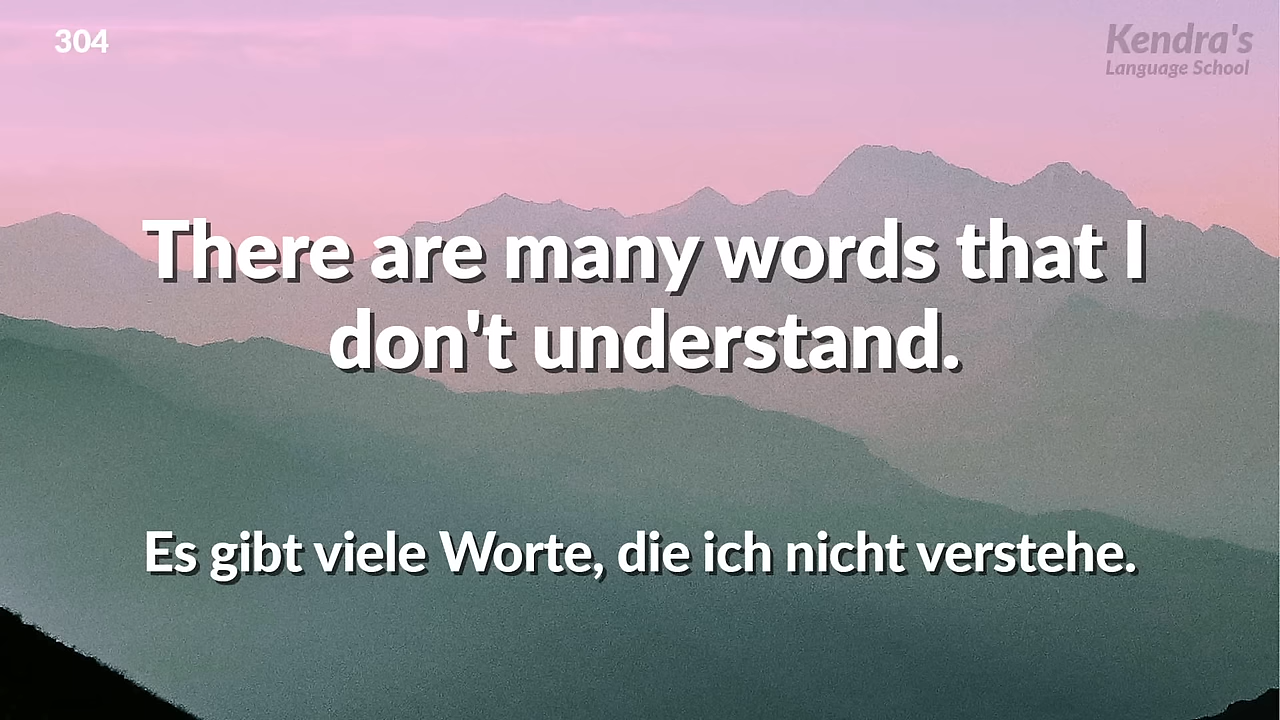 304
Kendra's
Language School
There are many words that I
don't understand.
Es gibt viele Worte, die ich nicht verstehe.